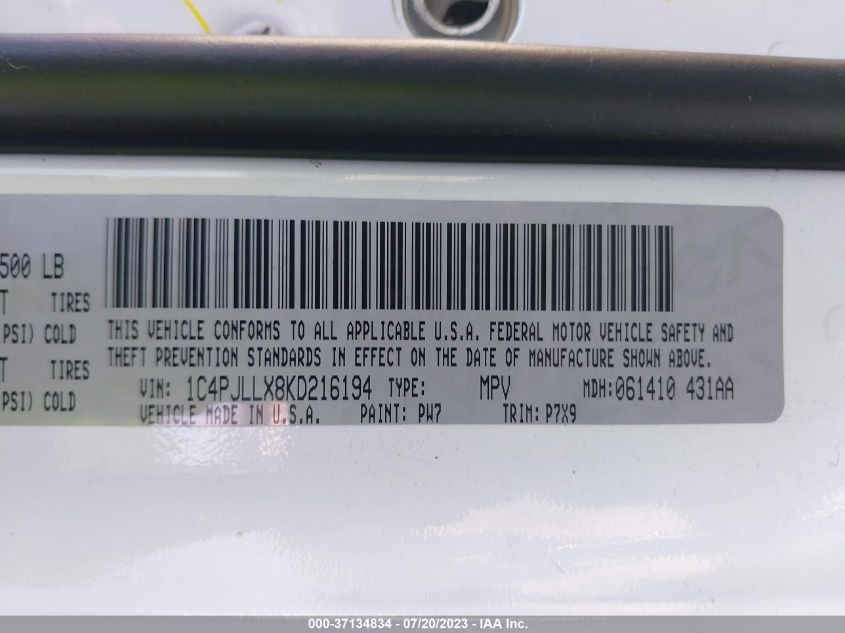 500 LB
T TIRES
PSI) COLD
T TIRES
PSI) COLD
THIS VEHICLE CONFORMS TO ALL APPLICABLE U.S.A. FEDERAL MOTOR VEHICLE SAFETY AND
THEFT PREVENTION STANDARDS IN EFFECT ON THE DATE OF MANUFACTURE SHOWN ABOVE.
VIN: 1C4PJLLX8KD216194 TYPE: MPV MDH:061410 431AA
VEHICLE MADE IN U.S.A. PAINT: PW7 TRIM: P7X9
000-37134834 - 07/20/2023 - IAA Inc.